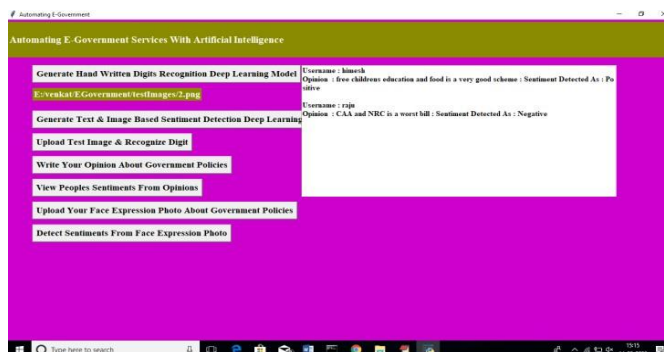 Automating E-Government
Automating E-Government Services With Artificial Intelligence
Generate Hand Written Digits Recognition Deep Learning Model
E:/venkat/EGovernment/testImages/2.png
Generate Text & Image Based Sentiment Detection Deep Learning
Upload Test Image & Recognize Digit
Write Your Opinion About Government Policies
View Peoples Sentiments From Opinions
Upload Your Face Expression Photo About Government Policies
Detect Sentiments From Face Expression Photo
Username : himesh
Opinion : free childrens education and food is a very good scheme : Sentiment Detected As : Po
sitive
Username : raju
Opinion : CAA and NRC is a worst bill : Sentiment Detected As : Negative
Type here to search
15:15